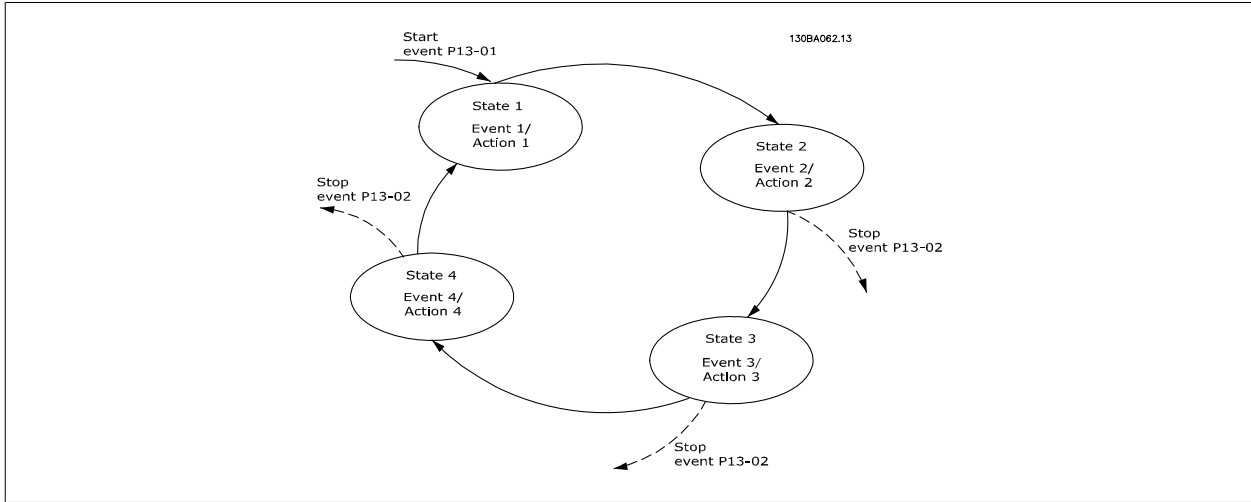 Start
event P13-01
130BA062.13
State 1
Event 1/
Action 1
State 2
Event 2/
Action 2
Stop
event P13-02
Stop
event P13-02
State 4
Event 4/
Action 4
State 3
Event 3/
Action 3
Stop
event P13-02